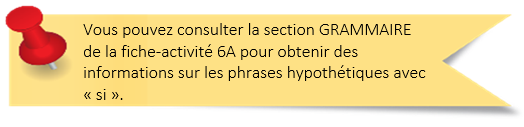 Vous pouvez consulter la section GRAMMAIRE
de la fiche-activité 6A pour obtenir des
informations sur les phrases hypothétiques avec
« si ».